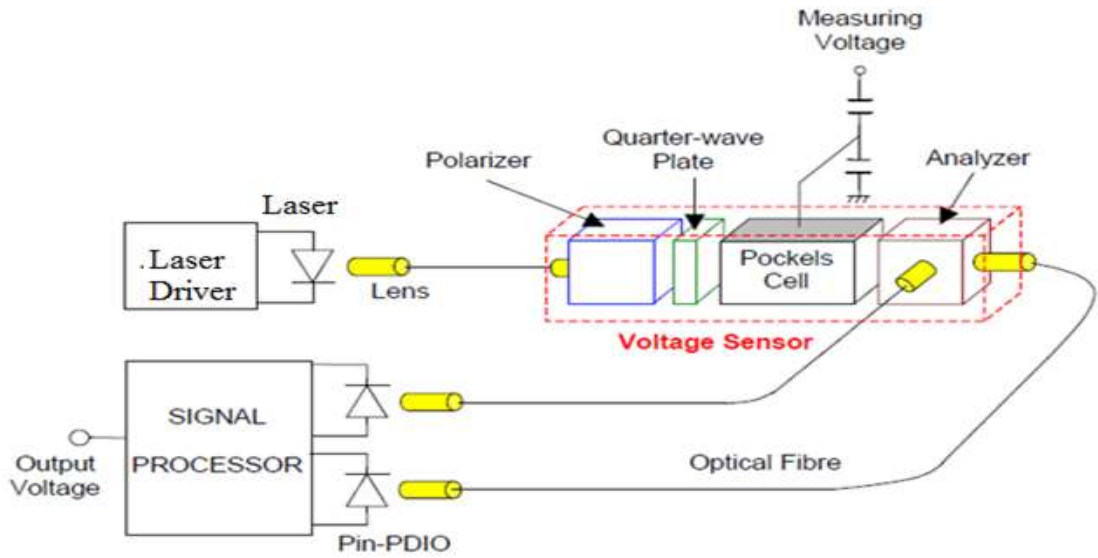 Measuring
Voltage
Quarter-wave
Plate
Polarizer
Analyzer
Laser
. Laser
Driver
Lens
Pockels
Cell
Voltage Sensor
SIGNAL
PROCESSOR
Output
Voltage
Optical Fibre
Pin-PDIO